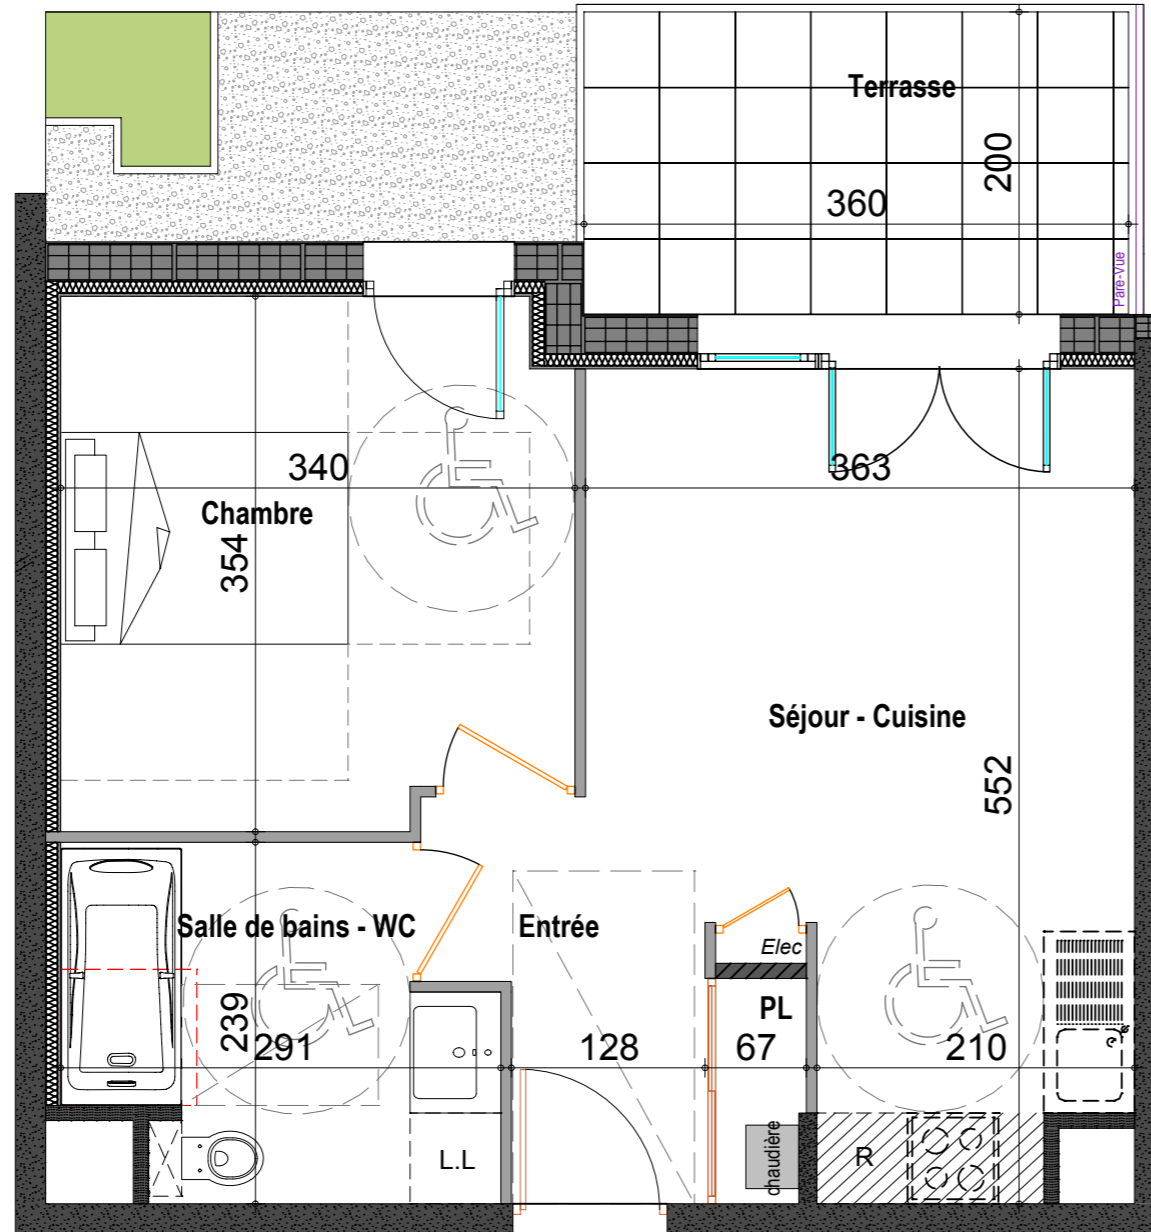 Terrasse
200
360
Pare-Vue
340
363
Chambre
354
Séjour - Cuisine
552
Salle de bains - WC
Entrée
Elec
PL
239
291
128
67
210
chaudière
L.L
R